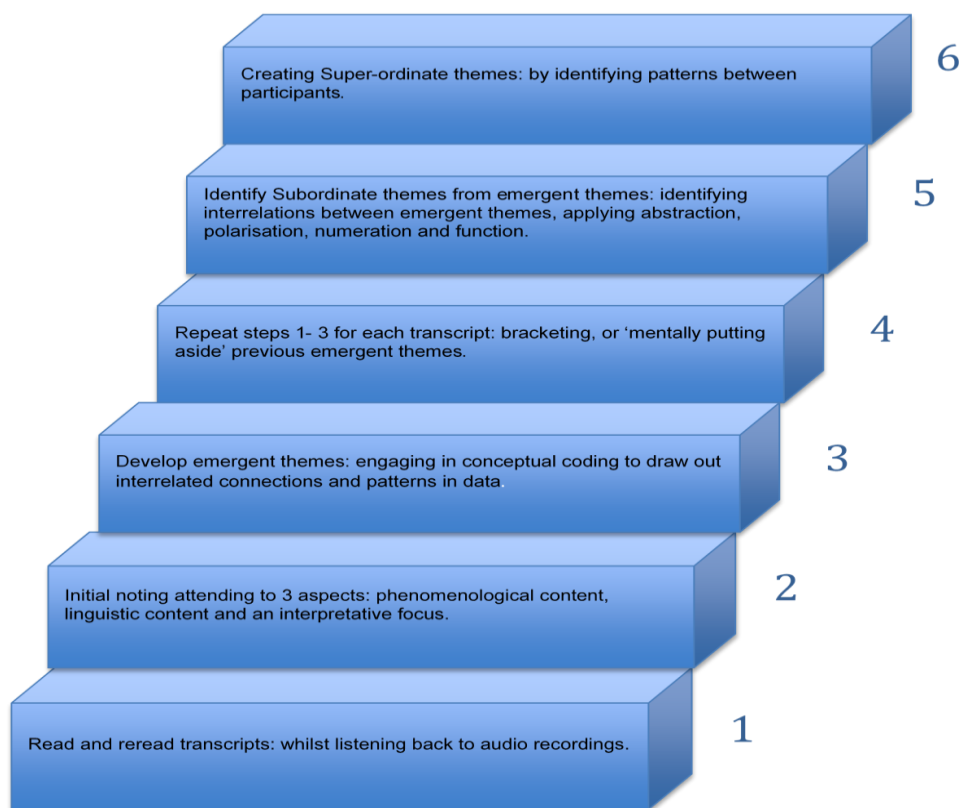 Creating Super-ordinate themes: by identifying patterns between
participants.
6
Identify Subordinate themes from emergent themes: identifying
interrelations between emergent themes, applying abstraction,
polarisation, numeration and function.
5
Repeat steps 1- 3 for each transcript: bracketing, or ‘mentally putting
aside’ previous emergent themes.
4
Develop emergent themes: engaging in conceptual coding to draw out
interrelated connections and patterns in data.
3
Initial noting attending to 3 aspects: phenomenological content,
linguistic content and an interpretative focus.
2
Read and reread transcripts: whilst listening back to audio recordings.
1